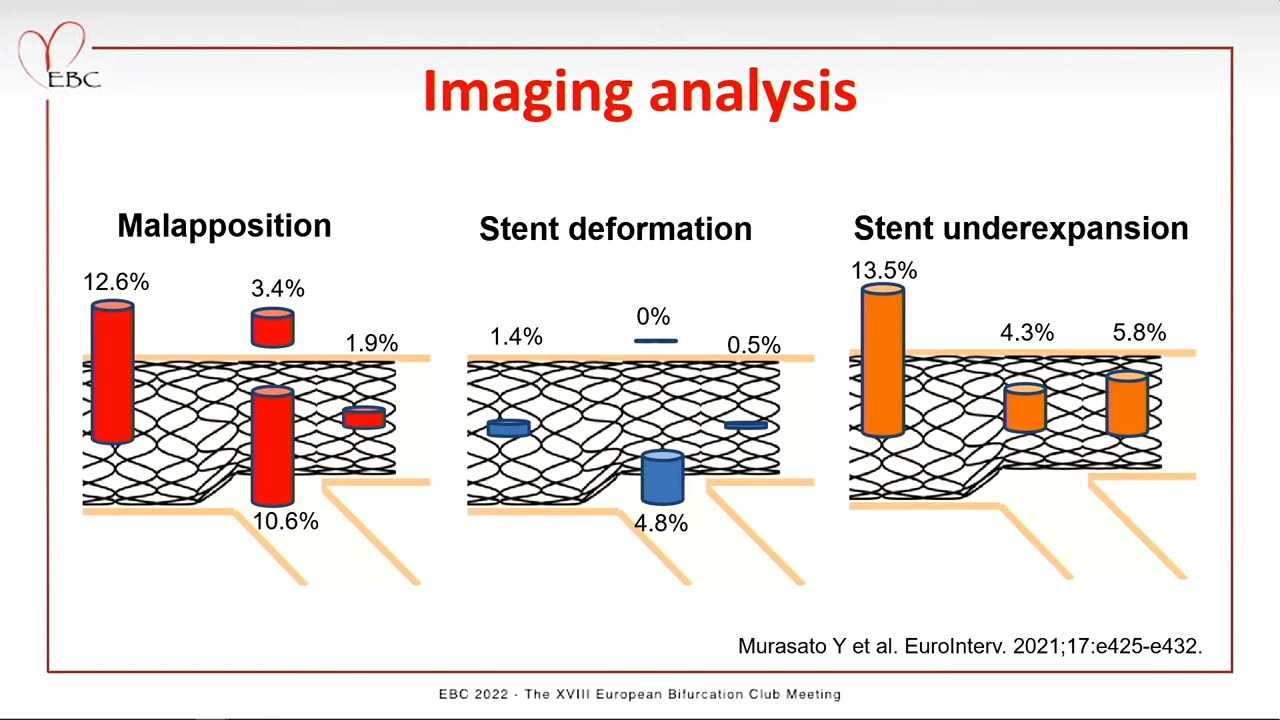 EBC
Imaging analysis
Malapposition
Stent deformation
Stent underexpansion
12.6%
3.4%
1.9%
10.6%
1.4%
0%
0.5%
4.8%
13.5%
4.3%
5.8%
Murasato Y et al. EuroInterv. 2021;17:e425-e432.
EBC 2022 - The XVIII European Bifurcation Club Meeting